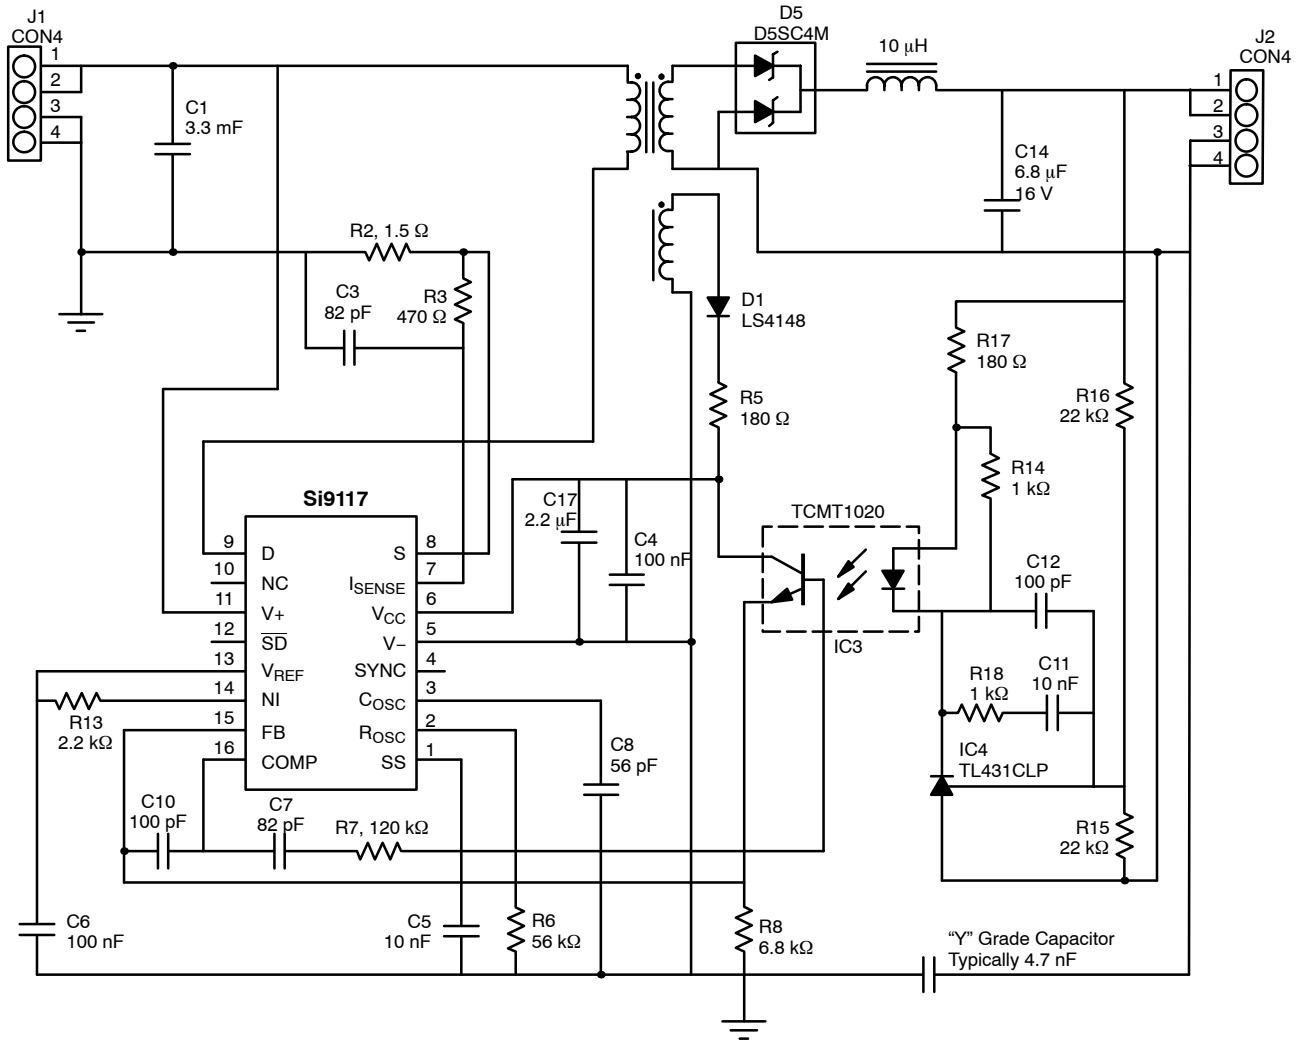 J1
CON4
1
2
3
4
C1
3.3 mF
D5
D5SC4M
10 µH
J2
CON4
1
2
3
4
C14
6.8 µF
16 V
R2, 1.5 Ω
C3
82 pF
R3
470 Ω
D1
LS4148
R5
180 Ω
R17
180 Ω
R16
22 kΩ
R14
1 kΩ
Si9117
9 D
10 NC
11 V+
12 SD
13 VREF
14 NI
15 FB
16 COMP
S 8
ISENSE 7
VCC 6
V− 5
SYNC 4
COSC 3
ROSC 2
SS 1
C17
2.2 µF
C4
100 nF
TCMT1020
IC3
C12
100 pF
R18
1 kΩ
C11
10 nF
IC4
TL431CLP
R13
2.2 kΩ
C8
56 pF
C10
100 pF
C7
82 pF
R7, 120 kΩ
R15
22 kΩ
C6
100 nF
C5
10 nF
R6
56 kΩ
R8
6.8 kΩ
“Y” Grade Capacitor
Typically 4.7 nF